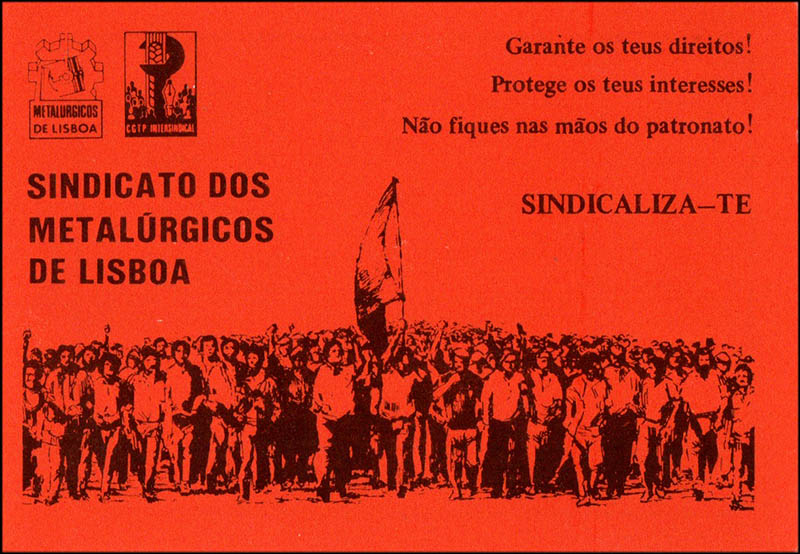 METALURGICOS
DE LISBOA
CGTP INTERSINDICAL
Garante os teus direitos!
Protege os teus interesses!
Não fiques nas mãos do patronato!
SINDICATO DOS
METALÚRGICOS
DE LISBOA
SINDICALIZA—TE